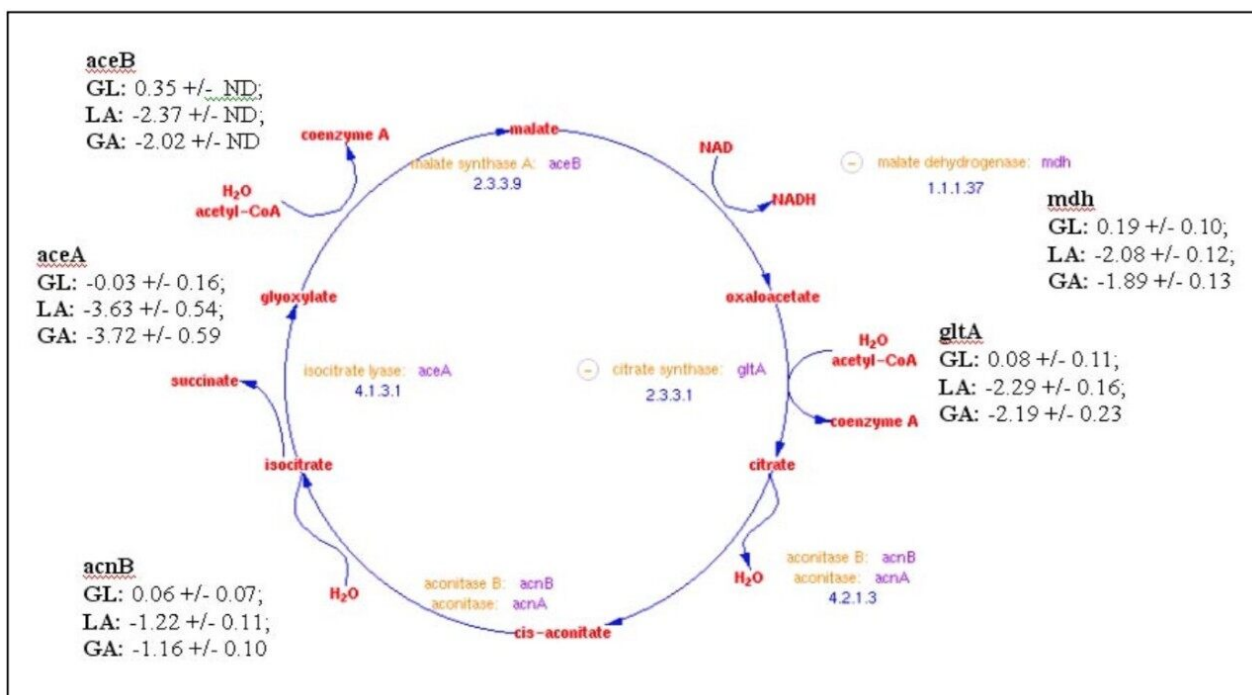 aceB
GL: 0.35 +/- ND;
LA: -2.37 +/- ND;
GA: -2.02 +/- ND
coenzyme A
malate
NAD
malate synthase A: aceB
2.3.3.9
malate dehydrogenase: mdh
1.1.1.37
H₂O
acetyl-CoA
NADH
mdh
GL: 0.19 +/- 0.10;
LA: -2.08 +/- 0.12;
GA: -1.89 +/- 0.13
aceA
GL: -0.03 +/- 0.16;
LA: -3.63 +/- 0.54;
GA: -3.72 +/- 0.59
glyoxylate
oxaloacetate
H₂O
acetyl-CoA
gltA
GL: 0.08 +/- 0.11;
LA: -2.29 +/- 0.16;
GA: -2.19 +/- 0.23
succinate
isocitrate lyase: aceA
4.1.3.1
citrate synthase: gltA
2.3.3.1
coenzyme A
isocitrate
citrate
acnB
GL: 0.06 +/- 0.07;
LA: -1.22 +/- 0.11;
GA: -1.16 +/- 0.10
H₂O
aconitase B: acnB
aconitase: acnA
H₂O
aconitase B: acnB
aconitase: acnA
4.2.1.3
cis-aconitate